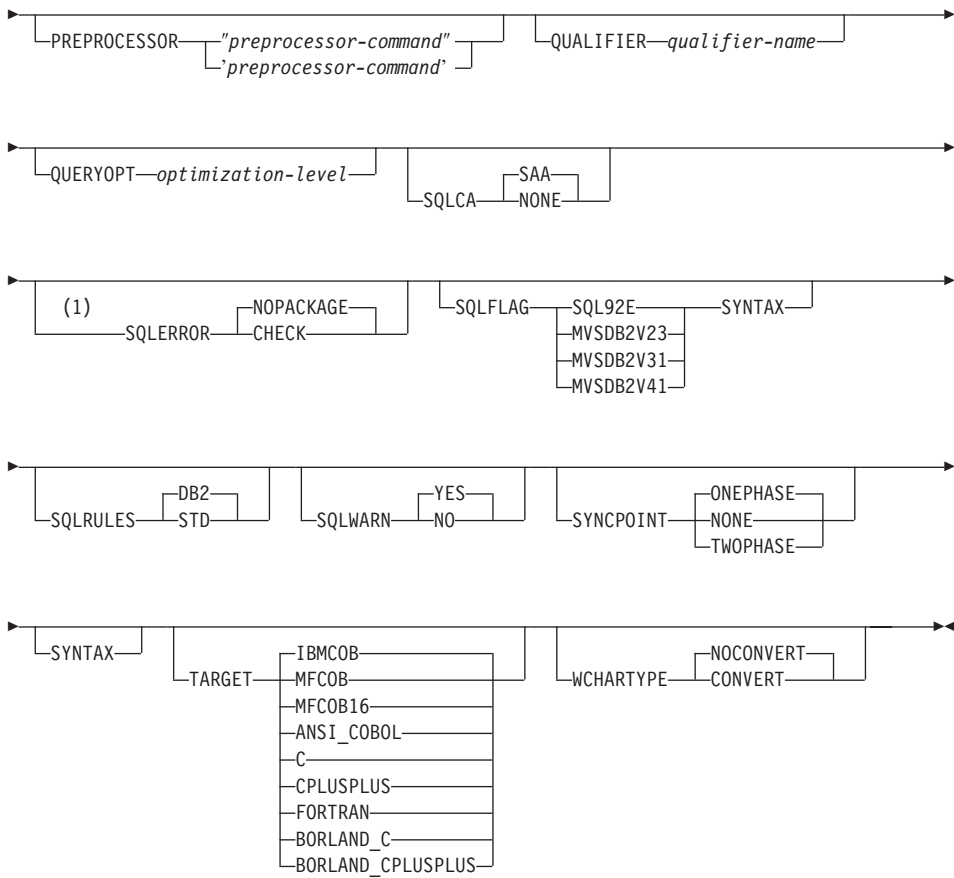 PREPROCESSOR "preprocessor-command" QUALIFIER qualifier-name
'preprocessor-command'
QUERYOPT optimization-level SAA
SQLCA NONE
(1) NOPACKAGE SQLFLAG SQL92E SYNTAX
SQLERROR CHECK MVSDB2V23
MVSDB2V31
MVSDB2V41
DB2 YES ONEPHASE
SQLRULES STD SQLWARN NO SYNCPOINT NONE
TWOPHASE
SYNTAX IBMCOB NOCONVERT
TARGET MFCOB WCHARTYPE CONVERT
MFCOB16
ANSI_COBOL
C
CPLUSPLUS
FORTRAN
BORLAND_C
BORLAND_CPLUSPLUS